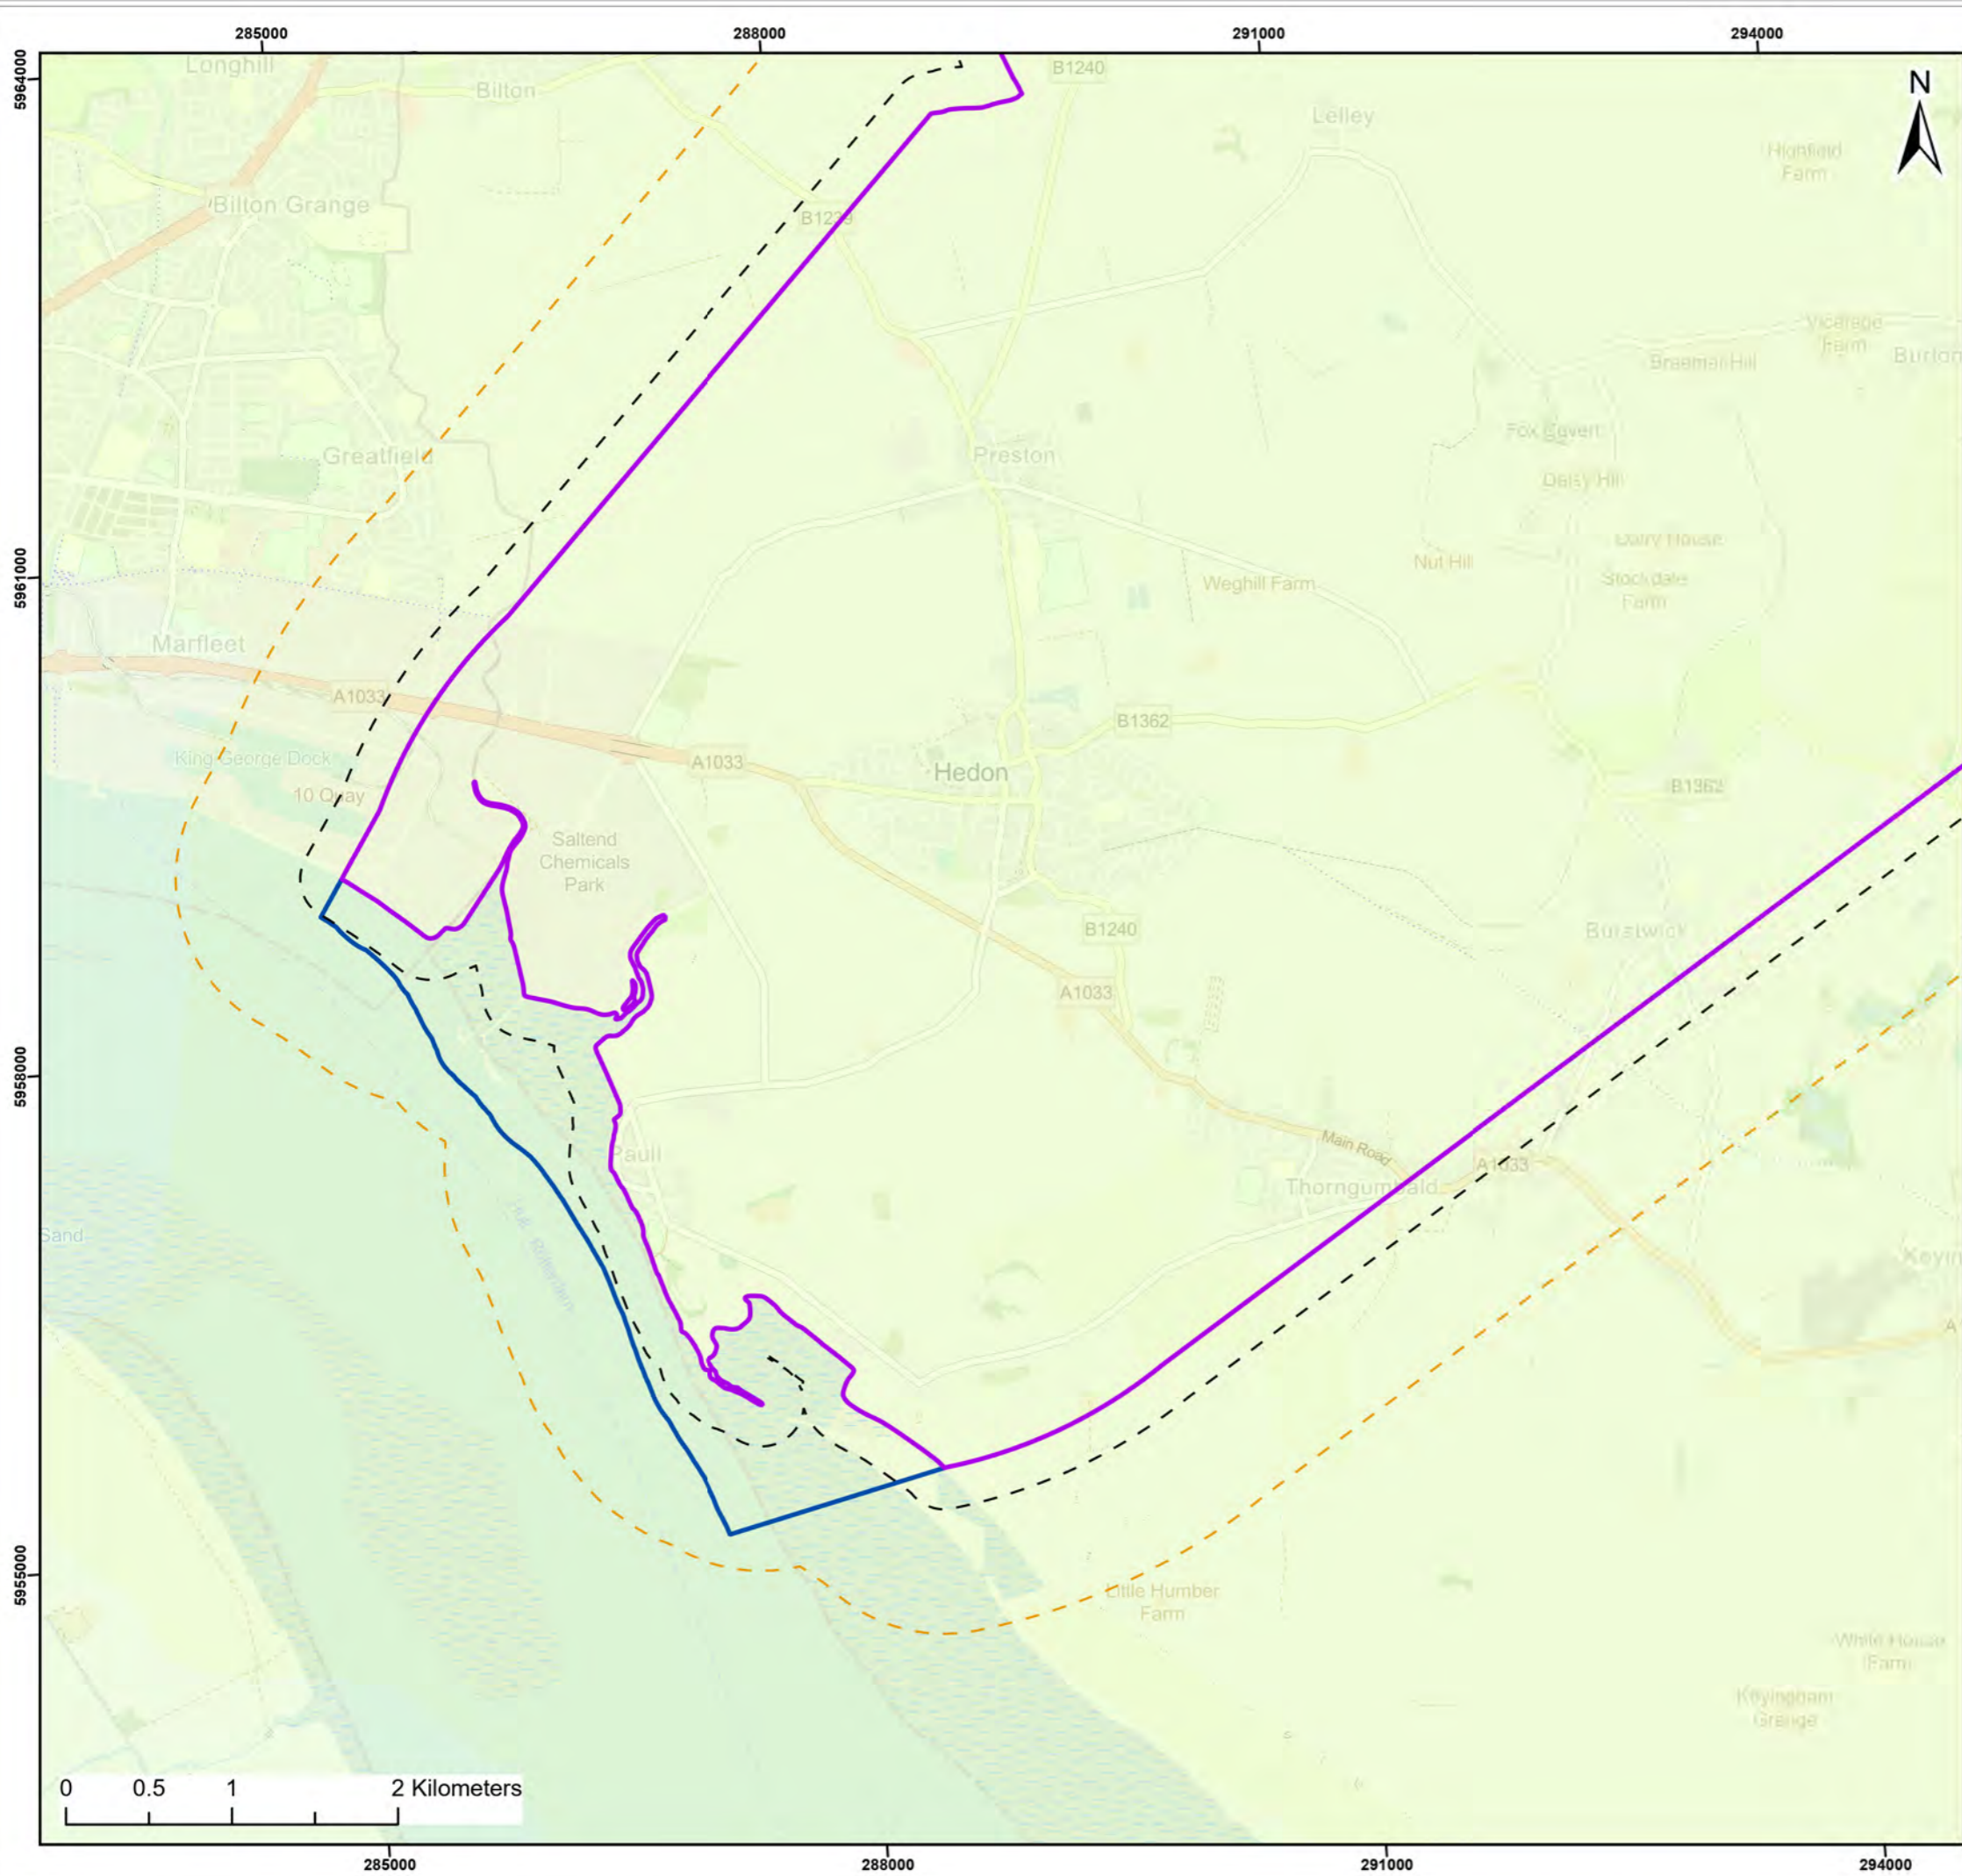 285000 288000 291000 294000
5964000
Longhill
Bilton
B1240
N
Lelley
Highfield
Farm
Bilton Grange
B1239
Vicarage
Farm
Braemar Hill
Burton
Fox Covert
Greatfield
Preston
Daisy Hill
5961000
Dairy House
Nut Hill
Weghill Farm
Stockdale
Farm
Marfleet
A1033
B1362
King George Dock
A1033
Hedon
B1362
10 Quay
Saltend
Chemicals
Park
B1240
Burstwick
A1033
5958000
Main Road
Paull
A1033
Thorngumbald
Sand
Hull - Rotterdam
Keyin
A
5955000
Little Humber
Farm
White House
Farm
Keyingham
Grange
0 0.5 1 2 Kilometers
285000 288000 291000 294000